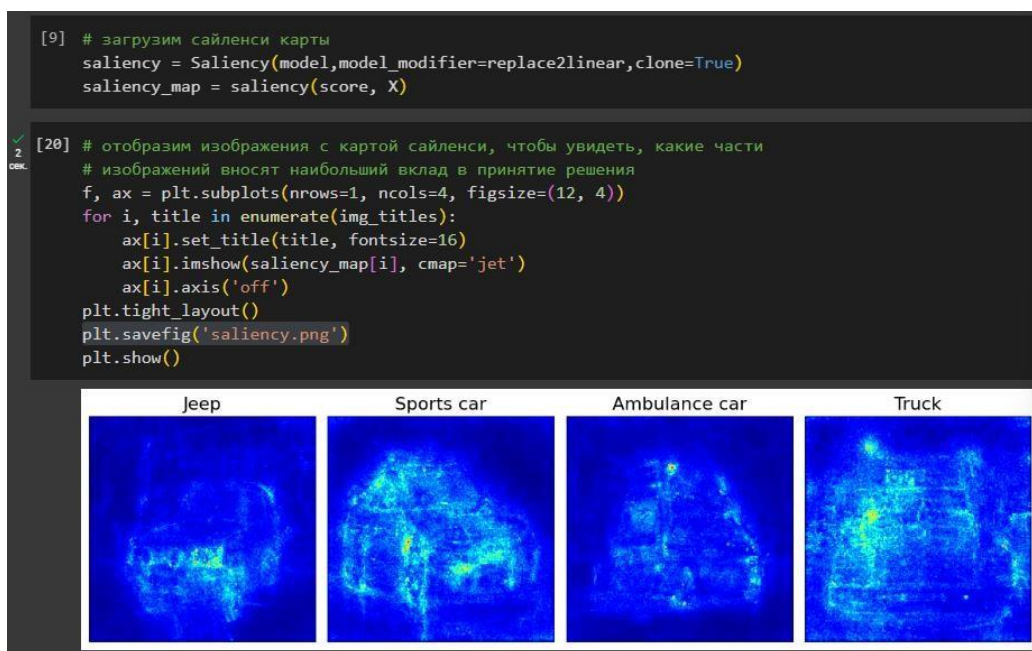 [9] # загрузим сайленси карты
saliency = Saliency(model,model_modifier=replace2linear,clone=True)
saliency_map = saliency(score, X)
2
сек.
[20] # отобразим изображения с картой сайленси, чтобы увидеть, какие части
# изображений вносят наибольший вклад в принятие решения
f, ax = plt.subplots(nrows=1, ncols=4, figsize=(12, 4))
for i, title in enumerate(img_titles):
    ax[i].set_title(title, fontsize=16)
    ax[i].imshow(saliency_map[i], cmap='jet')
    ax[i].axis('off')
plt.tight_layout()
plt.savefig('saliency.png')
plt.show()
Jeep Sports car Ambulance car Truck